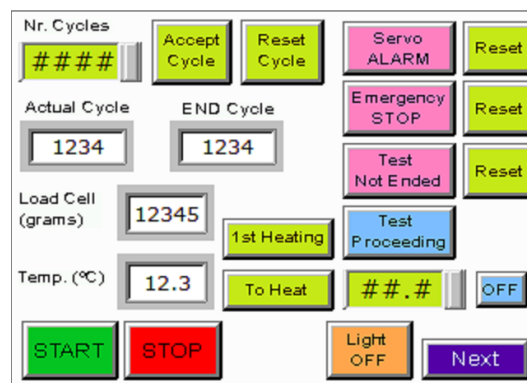 Nr. Cycles
####
Accept
Cycle
Reset
Cycle
Servo
ALARM
Reset
Actual Cycle
END Cycle
Emergency
STOP
Reset
1234
1234
Test
Not Ended
Reset
Load Cell
(grams)
12345
1st Heating
Test
Proceeding
Temp. (ºC)
12.3
To Heat
##.#
OFF
START
STOP
Light
OFF
Next